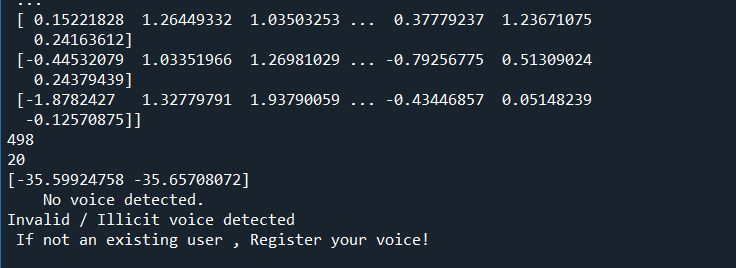 ...
[ 0.15221828 1.26449332 1.03503253 ... 0.37779237 1.23671075
0.24163612]
[-0.44532079 1.03351966 1.26981029 ... -0.79256775 0.51309024
0.24379439]
[-1.8782427 1.32779791 1.93790059 ... -0.43446857 0.05148239
-0.12570875]]
498
20
[-35.59924758 -35.65708072]
No voice detected.
Invalid / Illicit voice detected
If not an existing user , Register your voice!